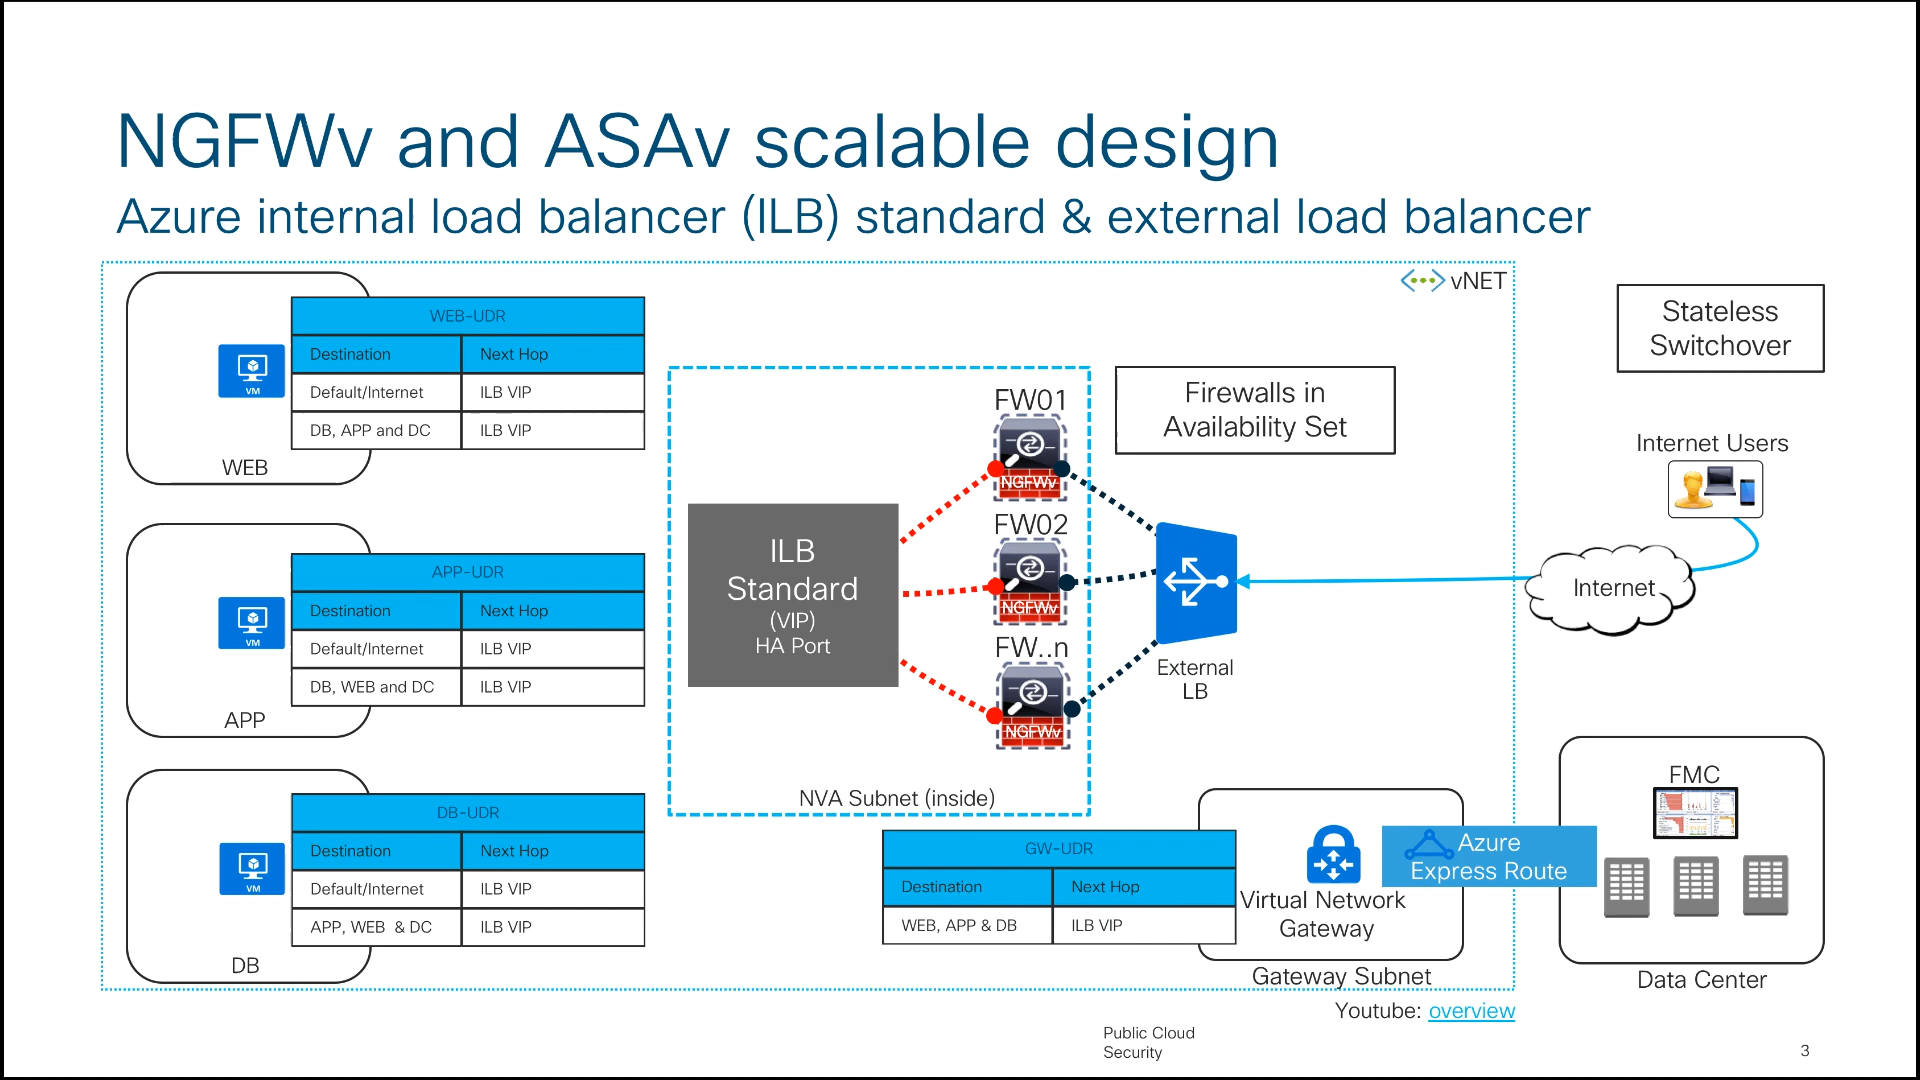 NGFWv and ASAv scalable design
Azure internal load balancer (ILB) standard & external load balancer
vNET
WEB-UDR
Destination Next Hop
Default/Internet ILB VIP
DB, APP and DC ILB VIP
VM
WEB
APP-UDR
Destination Next Hop
Default/Internet ILB VIP
DB, WEB and DC ILB VIP
VM
APP
DB-UDR
Destination Next Hop
Default/Internet ILB VIP
APP, WEB & DC ILB VIP
VM
DB
ILB
Standard
(VIP)
HA Port
FW01
NGFWv
FW02
NGFWv
FW..n
NGFWv
NVA Subnet (inside)
Firewalls in
Availability Set
External
LB
Stateless
Switchover
Internet Users
Internet
GW-UDR
Destination Next Hop
WEB, APP & DB ILB VIP
Virtual Network
Gateway
Gateway Subnet
Azure
Express Route
FMC
Data Center
Youtube: overview
Public Cloud
Security
3